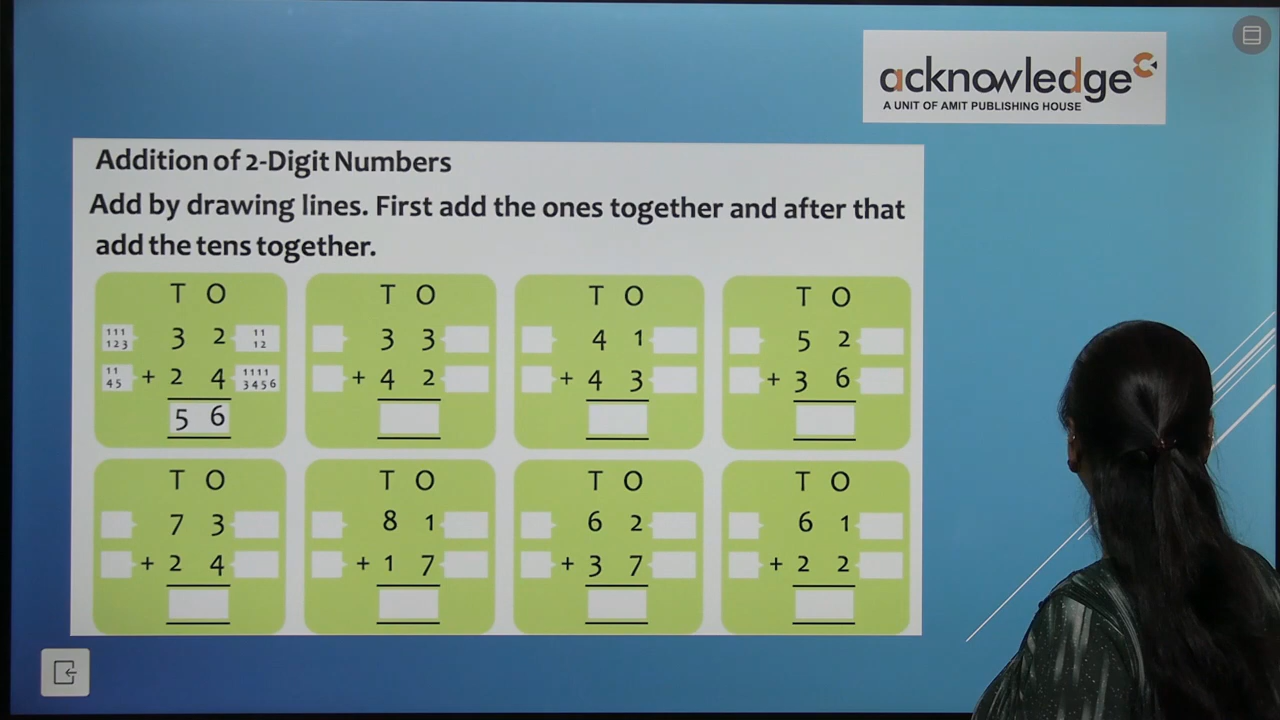 acknowledge
A UNIT OF AMIT PUBLISHING HOUSE
Addition of 2-Digit Numbers
Add by drawing lines. First add the ones together and after that
add the tens together.
T O
111 3 2 11
123 12
11 + 2 4 1111
45 3456
5 6
T O
3 3
+ 4 2
T O
4 1
+ 4 3
T O
5 2
+ 3 6
T O
7 3
+ 2 4
T O
8 1
+ 1 7
T O
6 2
+ 3 7
T O
6 1
+ 2 2